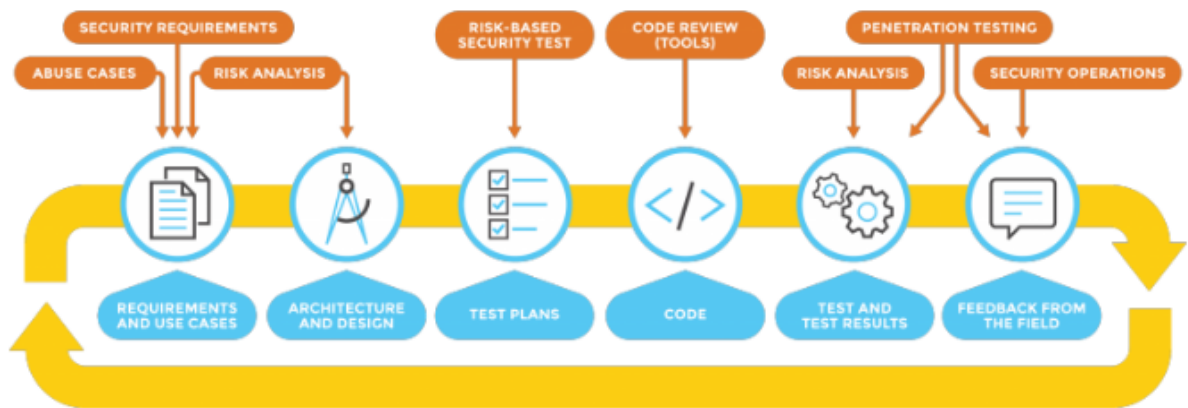 SECURITY REQUIREMENTS
ABUSE CASES
RISK ANALYSIS
RISK-BASED
SECURITY TEST
CODE REVIEW
(TOOLS)
PENETRATION TESTING
RISK ANALYSIS
SECURITY OPERATIONS
REQUIREMENTS
AND USE CASES
ARCHITECTURE
AND DESIGN
TEST PLANS
CODE
TEST AND
TEST RESULTS
FEEDBACK FROM
THE FIELD